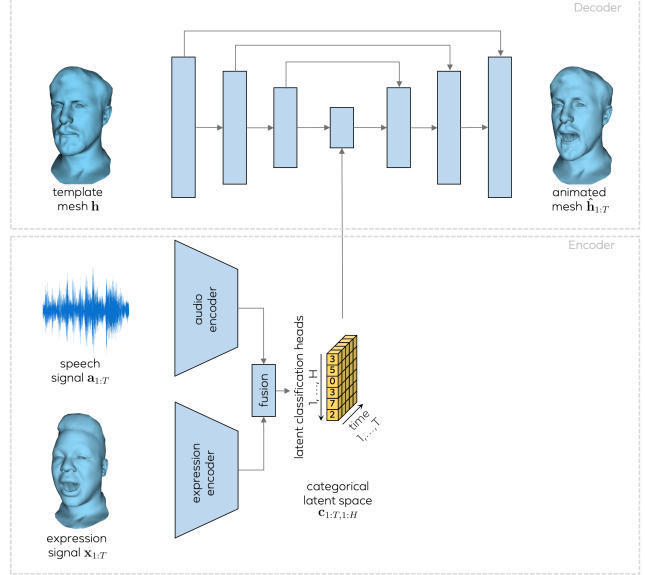 Decoder
template
mesh h
animated
mesh ĥ₁:T
Encoder
audio
encoder
speech
signal a₁:T
fusion
latent classification heads
1, ..., H
3
5
0
3
7
2
time
1,...,T
expression
encoder
categorical
latent space
c₁:T,₁:H
expression
signal x₁:T